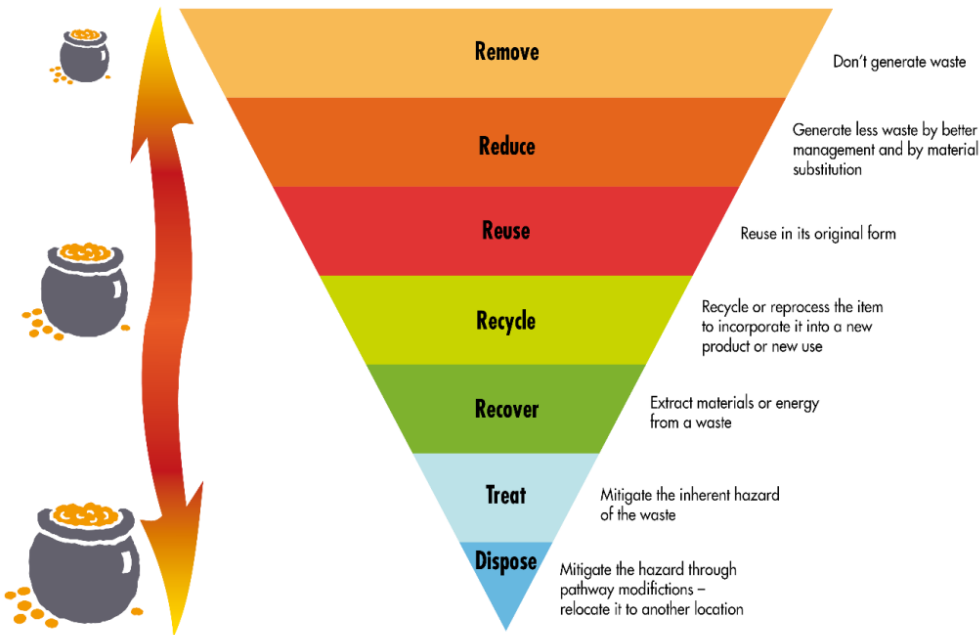 Remove
Don't generate waste
Reduce
Generate less waste by better
management and by material
substitution
Reuse
Reuse in its original form
Recycle
Recycle or reprocess the item
to incorporate it into a new
product or new use
Recover
Extract materials or energy
from a waste
Treat
Mitigate the inherent hazard
of the waste
Dispose
Mitigate the hazard through
pathway modifictions –
relocate it to another location